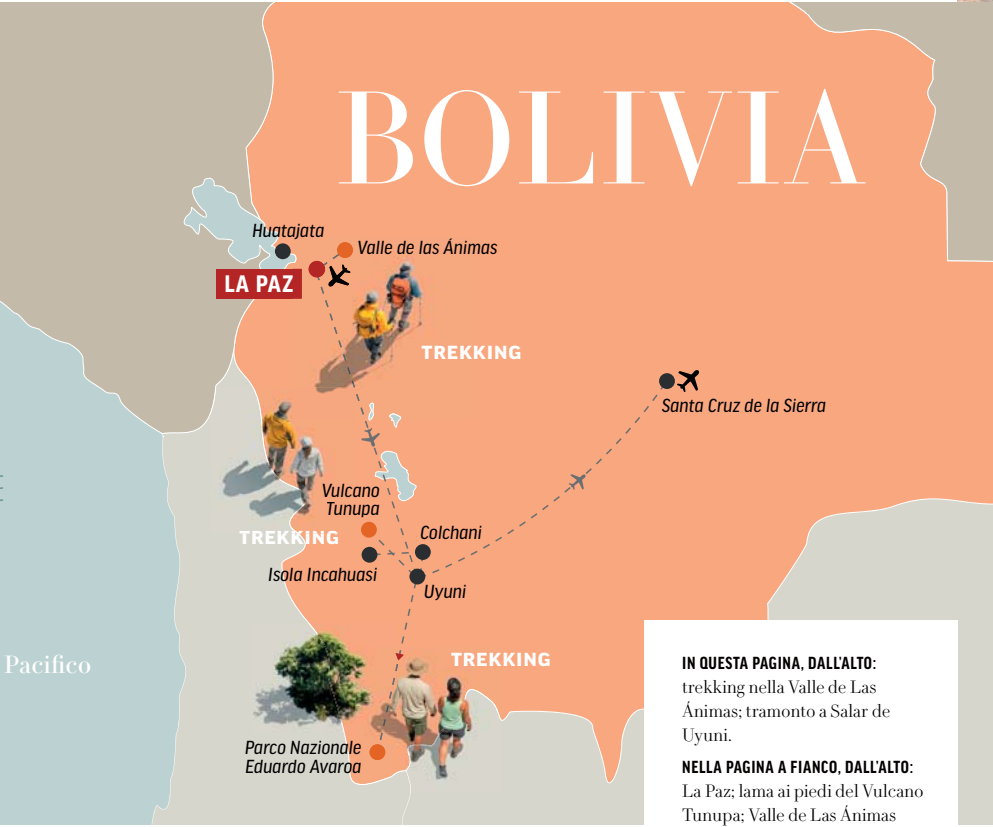 BOLIVIA
Huatajata
Valle de las Ánimas
LA PAZ
TREKKING
Santa Cruz de la Sierra
Vulcano
Tunupa
TREKKING
Colchani
Isola Incahuasi
Uyuni
Pacifico
TREKKING
Parco Nazionale
Eduardo Avaroa
IN QUESTA PAGINA, DALL'ALTO:
trekking nella Valle de Las
Ánimas; tramonto a Salar de
Uyuni.
NELLA PAGINA A FIANCO, DALL'ALTO:
La Paz; lama ai piedi del Vulcano
Tunupa; Valle de Las Ánimas